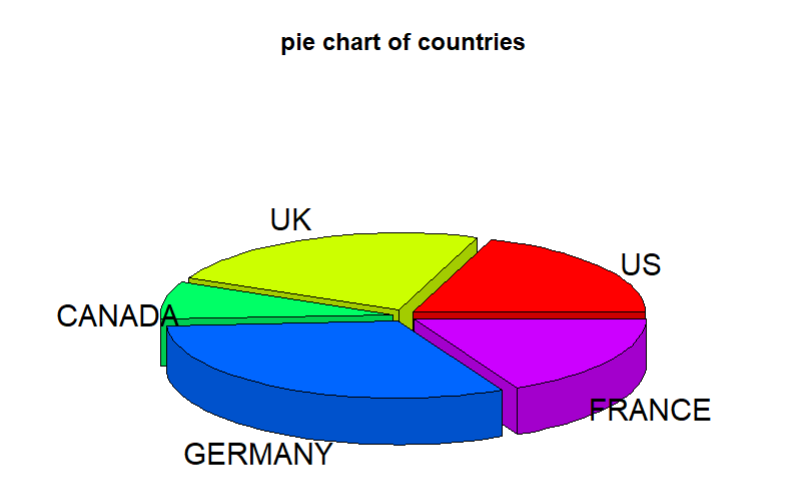 pie chart of countries
UK
US
CANADA
FRANCE
GERMANY